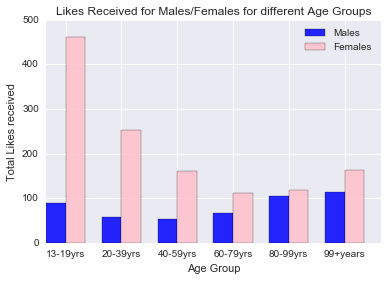 Likes Received for Males/Females for different Age Groups
Males
Females
Total Likes received
500
400
300
200
100
0
13-19yrs 20-39yrs 40-59yrs 60-79yrs 80-99yrs 99+years
Age Group